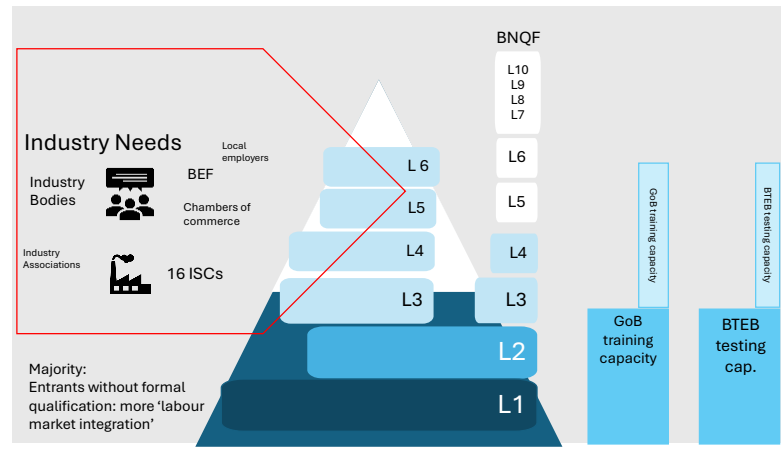 BNQF
L10
L9
L8
L7
L6
L5
L4
L3
Industry Needs
Local
employers
BEF
Industry
Bodies
Chambers of
commerce
Industry
Associations
16 ISCs
L 6
L5
L4
L3
L2
L1
Majority:
Entrants without formal
qualification: more ‘labour
market integration’
GoB training capacity
GoB
training
capacity
BTEB testing capacity
BTEB
testing
cap.